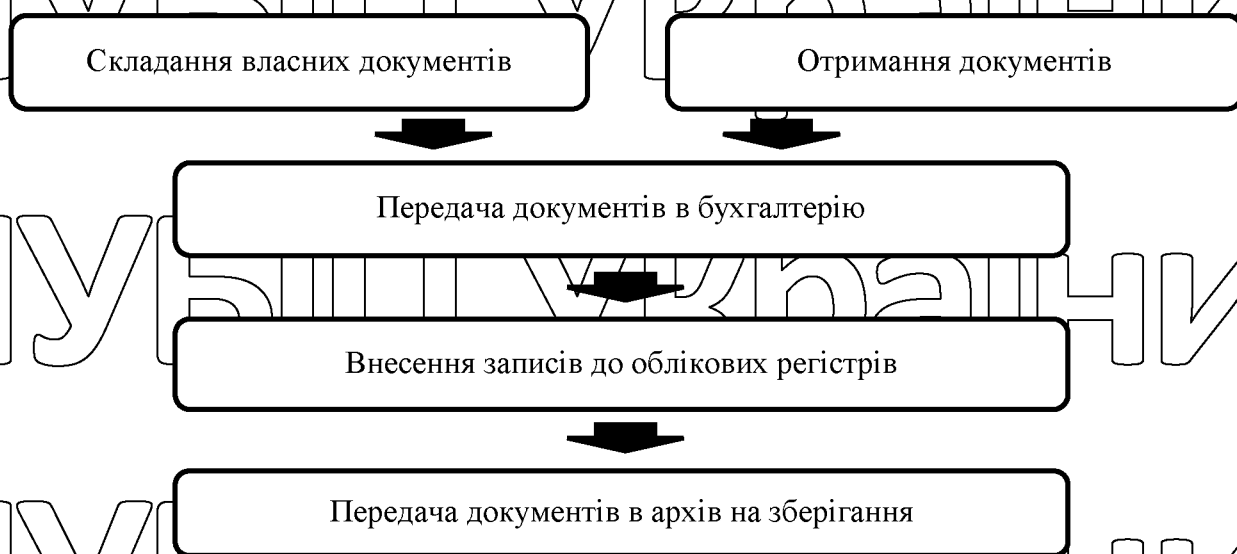 Складання власних документів
Отримання документів
Передача документів в бухгалтерію
Внесення записів до облікових регістрів
Передача документів в архів на зберігання